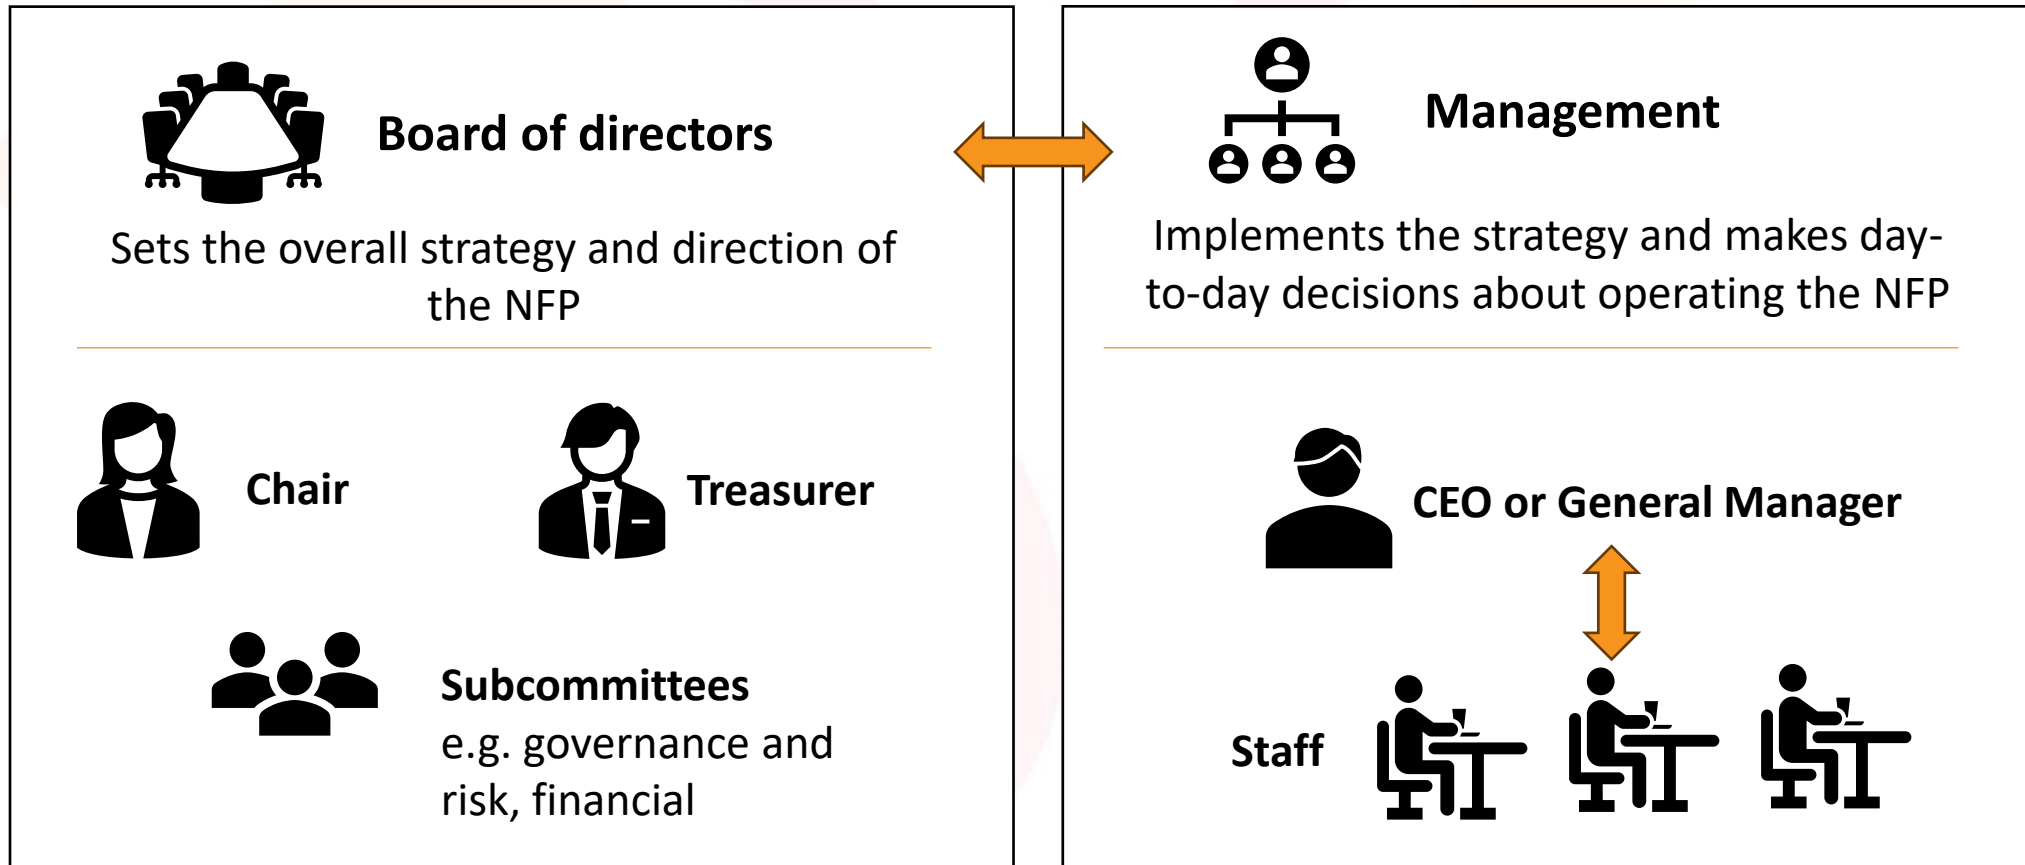 Board of directors
Sets the overall strategy and direction of
the NFP
Chair
Treasurer
Subcommittees
e.g. governance and
risk, financial
Management
Implements the strategy and makes day-
to-day decisions about operating the NFP
CEO or General Manager
Staff